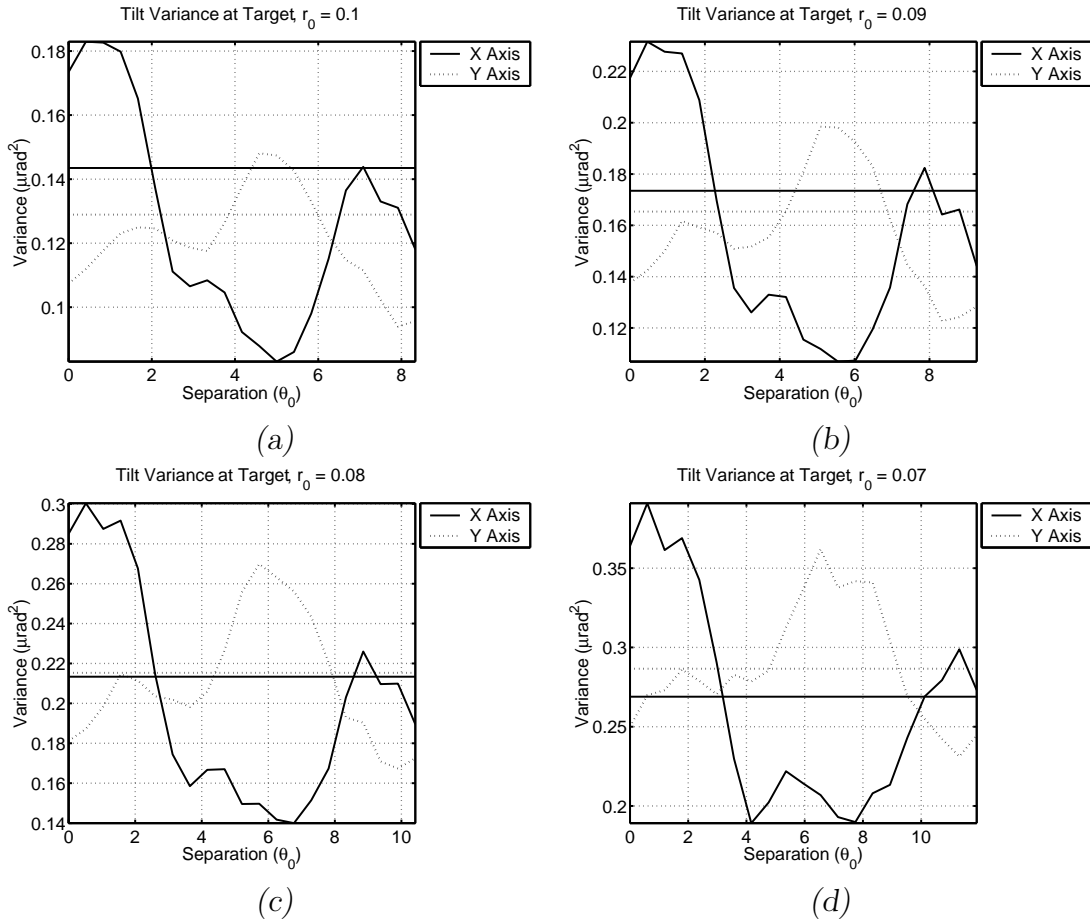 Tilt Variance at Target, r0 = 0.1
Variance (μrad2)
0.18
0.16
0.14
0.12
0.1
0 2 4 6 8
Separation (θ0)
X Axis
Y Axis
(a)
Tilt Variance at Target, r0 = 0.09
Variance (μrad2)
0.22
0.2
0.18
0.16
0.14
0.12
0 2 4 6 8
Separation (θ0)
X Axis
Y Axis
(b)
Tilt Variance at Target, r0 = 0.08
Variance (μrad2)
0.3
0.28
0.26
0.24
0.22
0.2
0.18
0.16
0.14
0 2 4 6 8 10
Separation (θ0)
X Axis
Y Axis
(c)
Tilt Variance at Target, r0 = 0.07
Variance (μrad2)
0.35
0.3
0.25
0.2
0 2 4 6 8 10
Separation (θ0)
X Axis
Y Axis
(d)